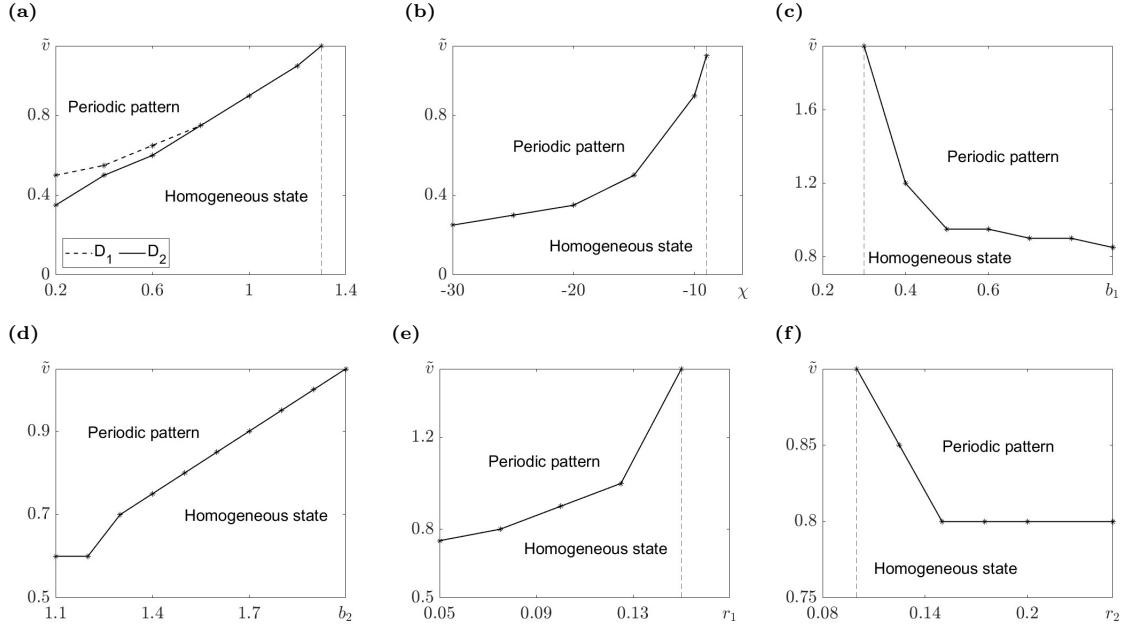 (a)
ṽ
0.8
0.4
0
Periodic pattern
Homogeneous state
D₁ D₂
0.2 0.6 1 1.4
(b)
ṽ
0.8
0.4
0
Periodic pattern
Homogeneous state
-30 -20 -10 χ
(c)
ṽ
1.6
1.2
0.8
Periodic pattern
Homogeneous state
0.2 0.4 0.6 b₁
(d)
ṽ
0.9
0.7
0.5
Periodic pattern
Homogeneous state
1.1 1.4 1.7 b₂
(e)
ṽ
1.2
0.8
0.5
Periodic pattern
Homogeneous state
0.05 0.09 0.13 r₁
(f)
ṽ
0.85
0.8
0.75
Periodic pattern
Homogeneous state
0.08 0.14 0.2 r₂